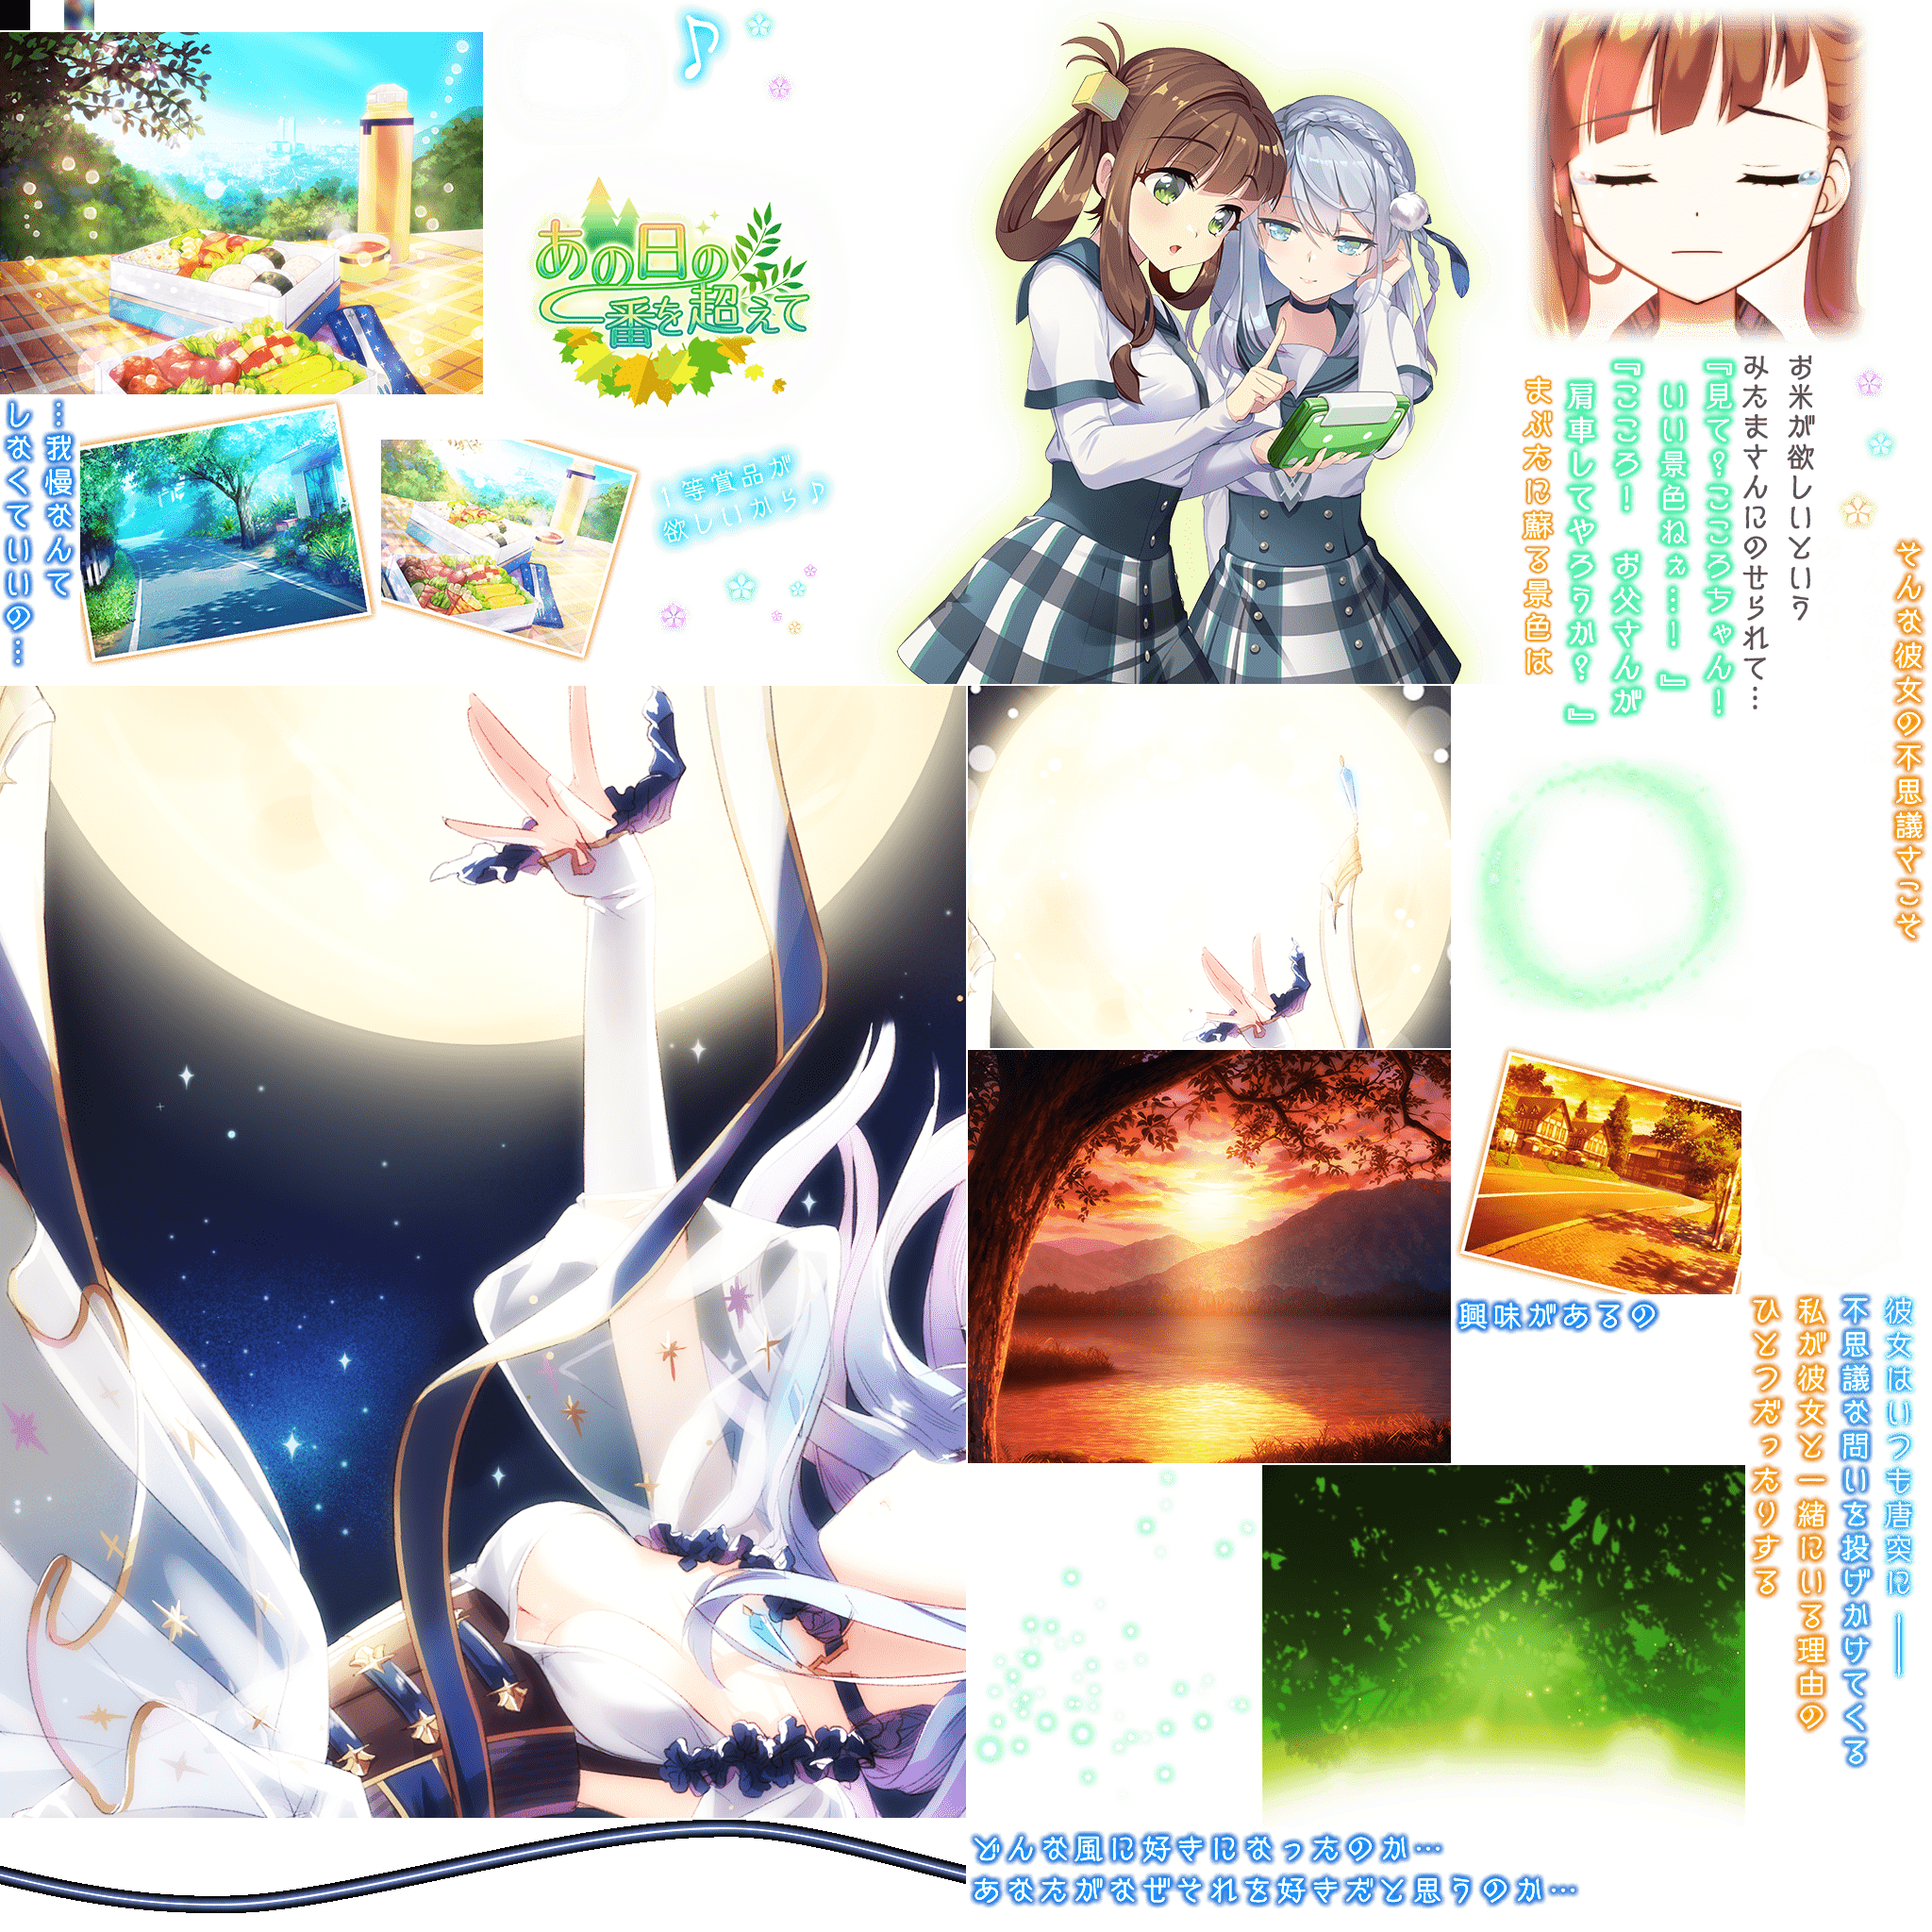 あの日の
一番を超えて
…我慢なんて
しなくていいの…
1等賞品が
欲しいから♪
お米が欲しいという
みたまさんにのせられて…
『見て？こころちゃん！
いい景色ねぇ…！』
『こころ！　お父さんが
肩車してやろうか？』
まぶたに蘇る景色は
そんな彼女の不思議さこそ
興味があるの
彼女はいつも唐突に――
不思議な問いを投げかけてくる
私が彼女と一緒にいる理由の
ひとつだったりする
どんな風に好きになったのか…
あなたがなぜそれを好きだと思うのか…